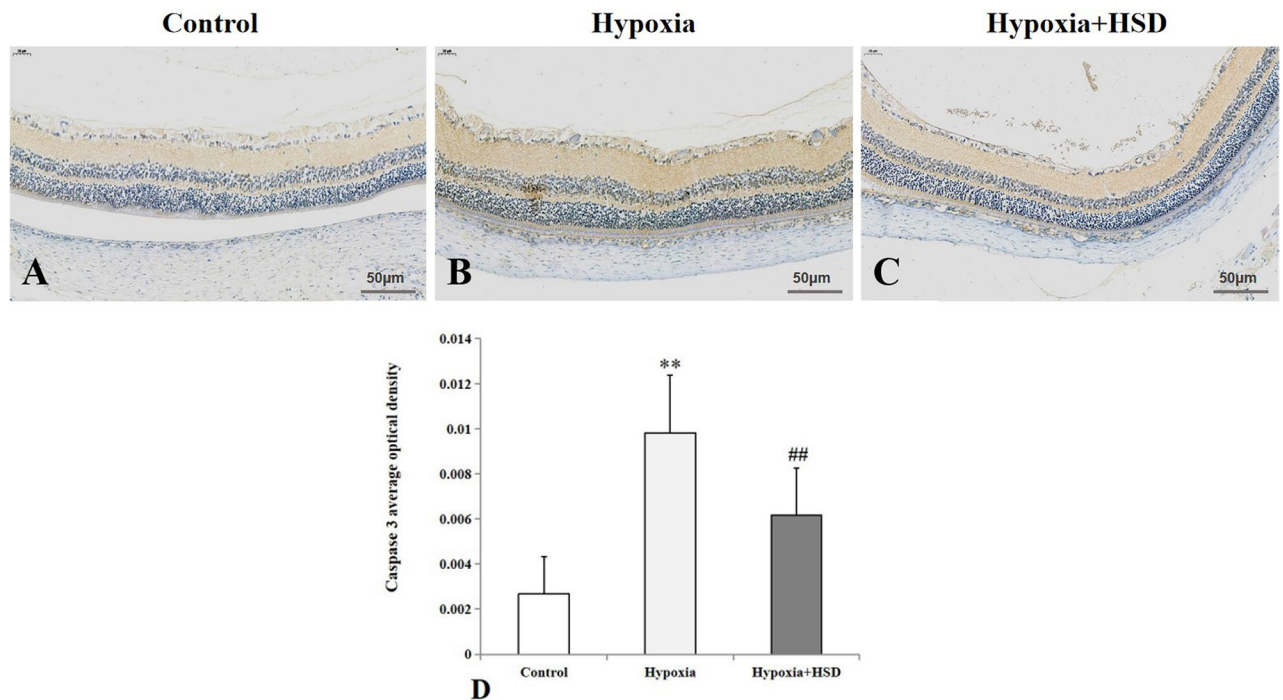 Control Hypoxia Hypoxia+HSD
A 50μm B 50μm C 50μm
Caspase 3 average optical density
0.014
**
0.012
0.01
##
0.008
0.006
0.004
0.002
0
Control Hypoxia Hypoxia+HSD
D